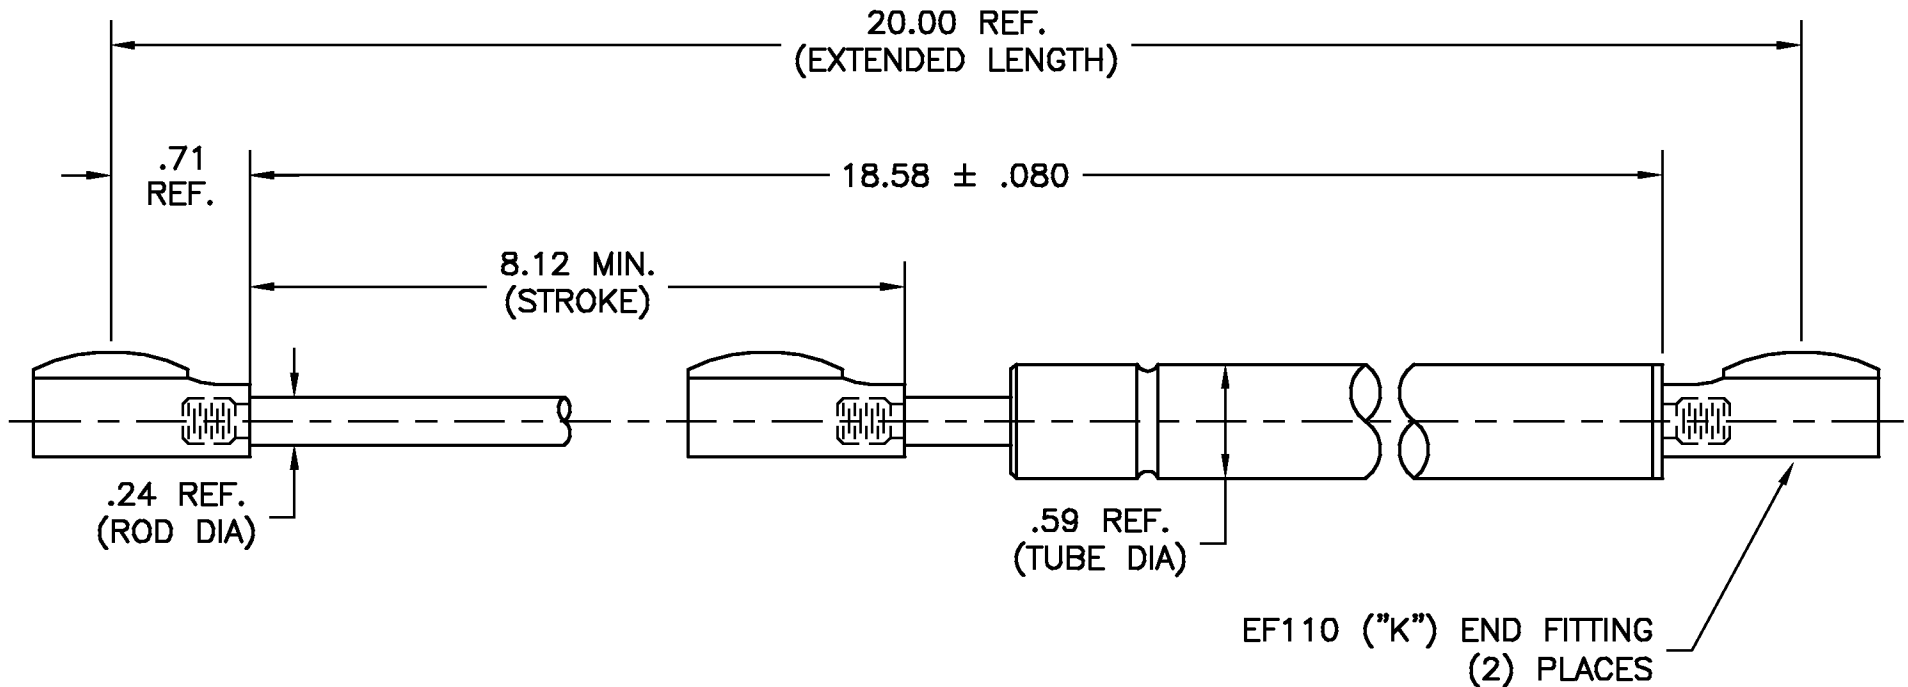 20.00 REF.
(EXTENDED LENGTH)
.71
REF.
18.58 ± .080
8.12 MIN.
(STROKE)
.24 REF.
(ROD DIA)
.59 REF.
(TUBE DIA)
EF110 (”K”) END FITTING
(2) PLACES